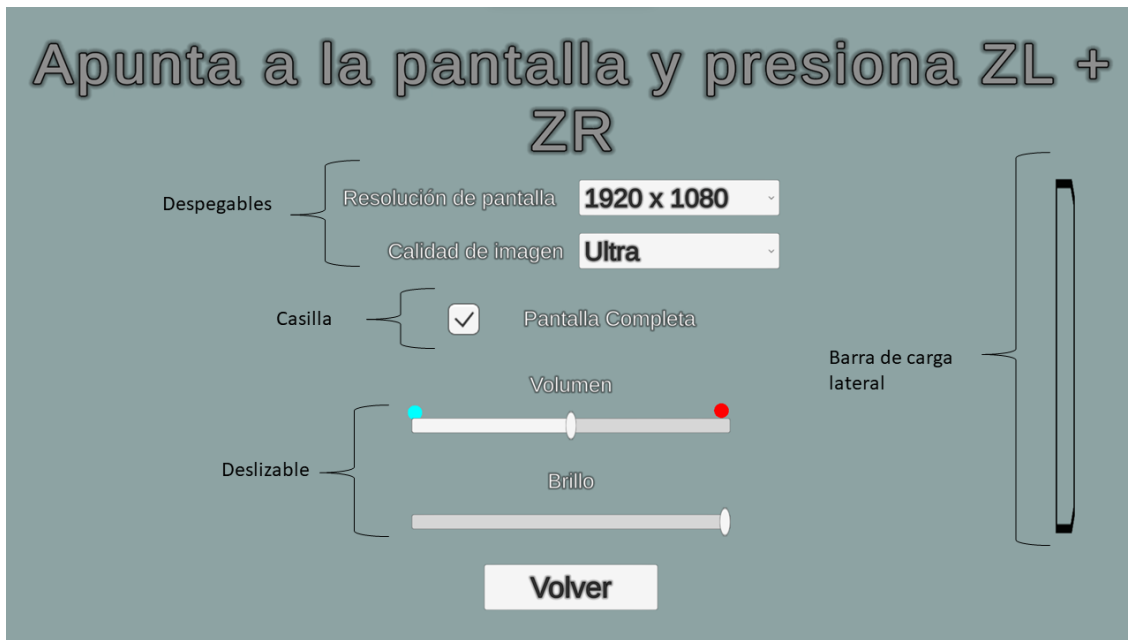 Apunta a la pantalla y presiona ZL +
ZR
Despegables
Resolución de pantalla
1920 x 1080
Calidad de imagen
Ultra
Casilla
Pantalla Completa
Barra de carga
lateral
Volumen
Deslizable
Brillo
Volver